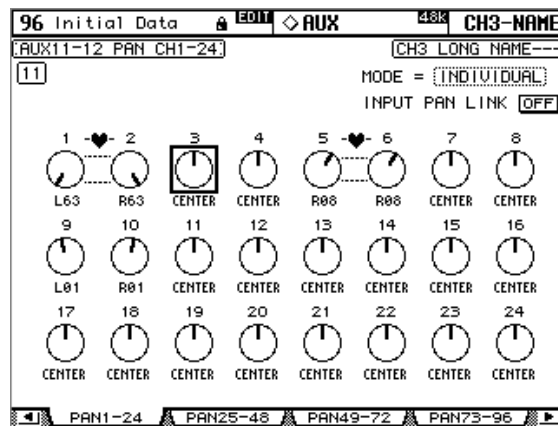 96 Initial Data EDIT AUX 48K CH3-NAME
AUX11-12 PAN CH1-24 CH3 LONG NAME---
11 MODE = INDIVIDUAL
INPUT PAN LINK OFF
1 2 3 4 5 6 7 8
L63 R63 CENTER CENTER R08 R08 CENTER CENTER
9 10 11 12 13 14 15 16
L01 R01 CENTER CENTER CENTER CENTER CENTER CENTER
17 18 19 20 21 22 23 24
CENTER CENTER CENTER CENTER CENTER CENTER CENTER CENTER
PAN1-24 PAN25-48 PAN49-72 PAN73-96